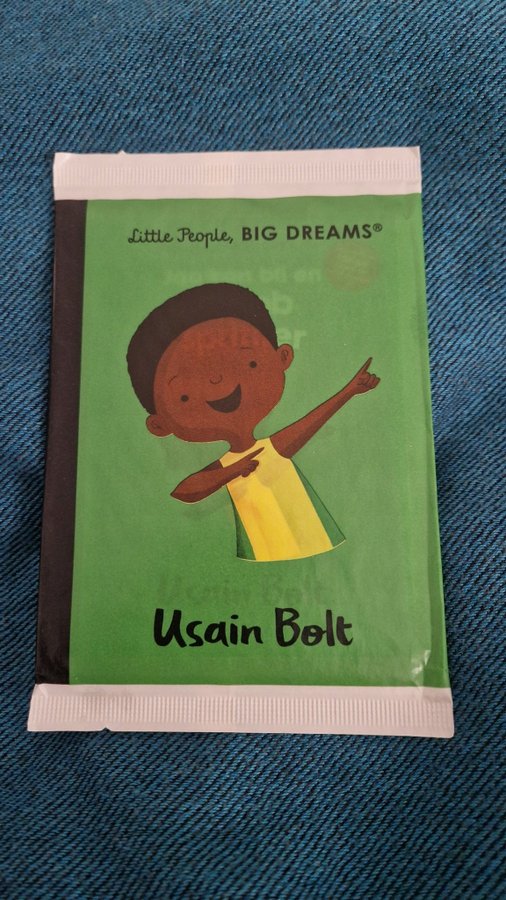 Little People, BIG DREAMS®
Usain Bolt